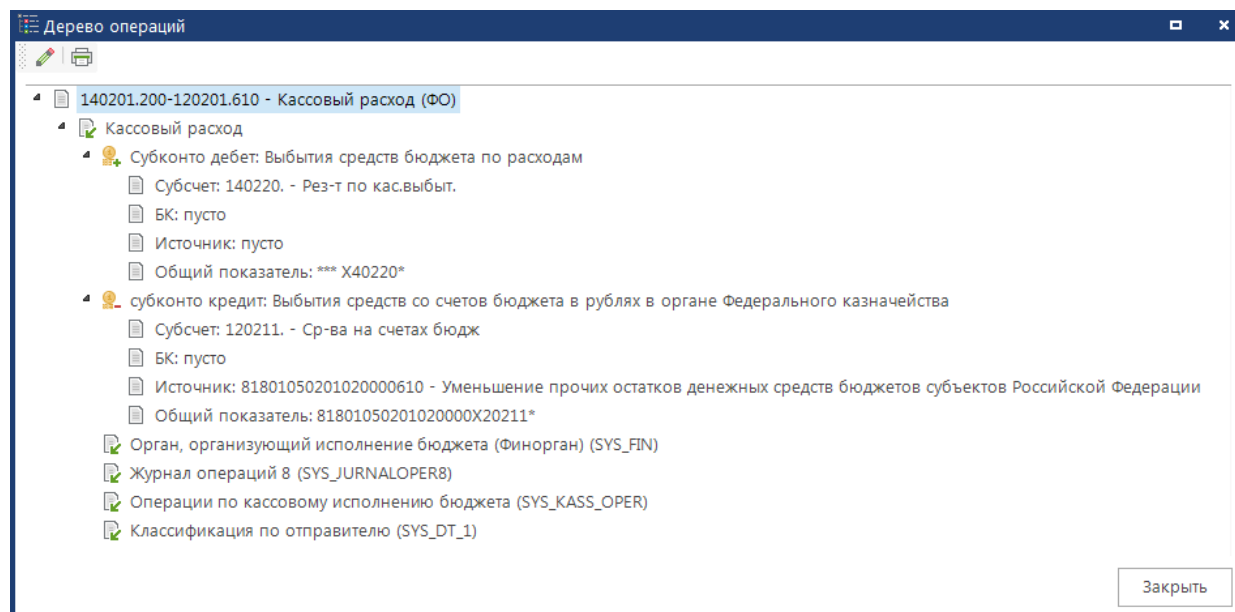 Дерево операций
140201.200-120201.610 - Кассовый расход (ФО)
Кассовый расход
Субконто дебет: Выбытия средств бюджета по расходам
Субсчет: 140220. - Рез-т по кас.выбыт.
БК: пусто
Источник: пусто
Общий показатель: *** X40220*
субконто кредит: Выбытия средств со счетов бюджета в рублях в органе Федерального казначейства
Субсчет: 120211. - Ср-ва на счетах бюдж
БК: пусто
Источник: 81801050201020000610 - Уменьшение прочих остатков денежных средств бюджетов субъектов Российской Федерации
Общий показатель: 81801050201020000X20211*
Орган, организующий исполнение бюджета (Финорган) (SYS_FIN)
Журнал операций 8 (SYS_JURNALOPER8)
Операции по кассовому исполнению бюджета (SYS_KASS_OPER)
Классификация по отправителю (SYS_DT_1)
Закрыть